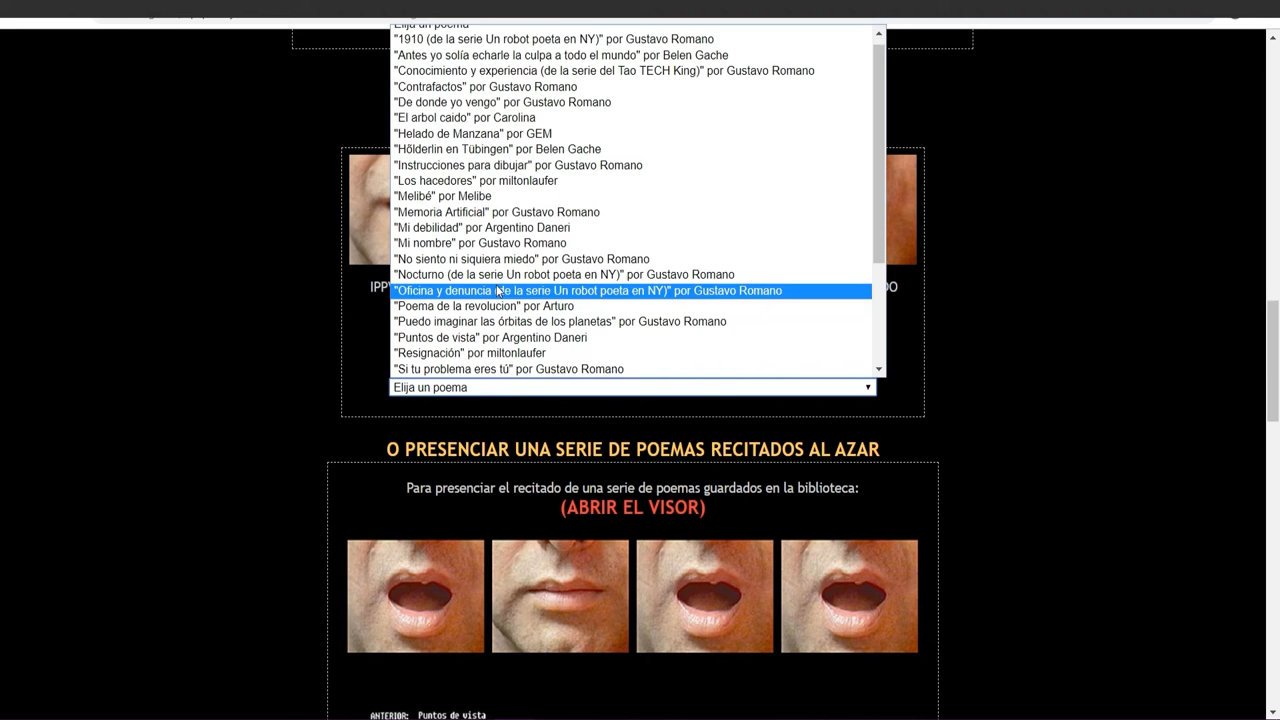 Elija un poema
"1910 (de la serie Un robot poeta en NY)" por Gustavo Romano
"Antes yo solía echarle la culpa a todo el mundo" por Belen Gache
"Conocimiento y experiencia (de la serie del Tao TECH King)" por Gustavo Romano
"Contrafactos" por Gustavo Romano
"De donde yo vengo" por Gustavo Romano
"El arbol caido" por Carolina
"Helado de Manzana" por GEM
"Hőlderlin en Tübingen" por Belen Gache
"Instrucciones para dibujar" por Gustavo Romano
"Los hacedores" por miltonlaufer
"Melibé" por Melibe
"Memoria Artificial" por Gustavo Romano
"Mi debilidad" por Argentino Daneri
"Mi nombre" por Gustavo Romano
"No siento ni siquiera miedo" por Gustavo Romano
"Nocturno (de la serie Un robot poeta en NY)" por Gustavo Romano
"Oficina y denuncia (de la serie Un robot poeta en NY)" por Gustavo Romano
"Poema de la revolucion" por Arturo
"Puedo imaginar las órbitas de los planetas" por Gustavo Romano
"Puntos de vista" por Argentino Daneri
"Resignación" por miltonlaufer
"Si tu problema eres tú" por Gustavo Romano
Elija un poema
O PRESENCIAR UNA SERIE DE POEMAS RECITADOS AL AZAR
Para presenciar el recitado de una serie de poemas guardados en la biblioteca:
(ABRIR EL VISOR)
ANTERIOR: Puntos de vista